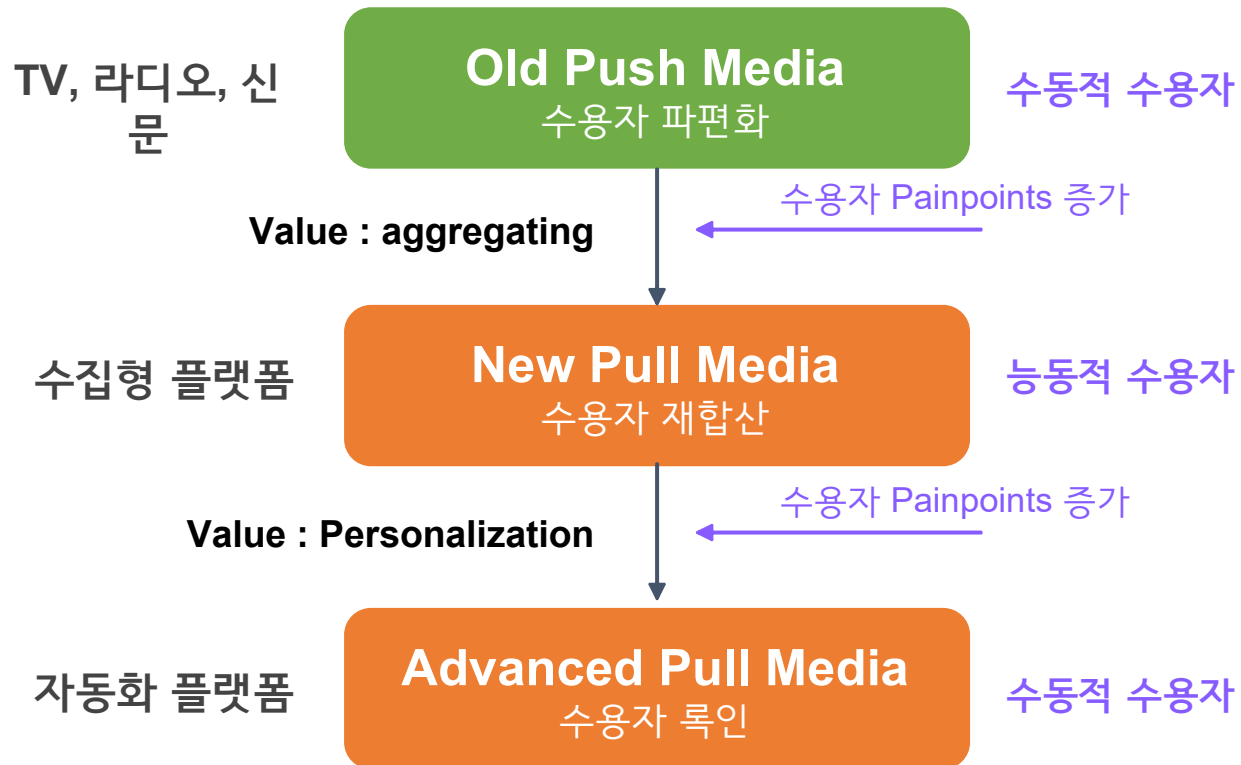 Old Push Media
수용자 파편화
TV, 라디오, 신
문
수동적 수용자
수용자 Painpoints 증가
Value : aggregating
New Pull Media
수용자 재합산
수집형 플랫폼
능동적 수용자
수용자 Painpoints 증가
Value : Personalization
Advanced Pull Media
수용자 록인
자동화 플랫폼
수동적 수용자